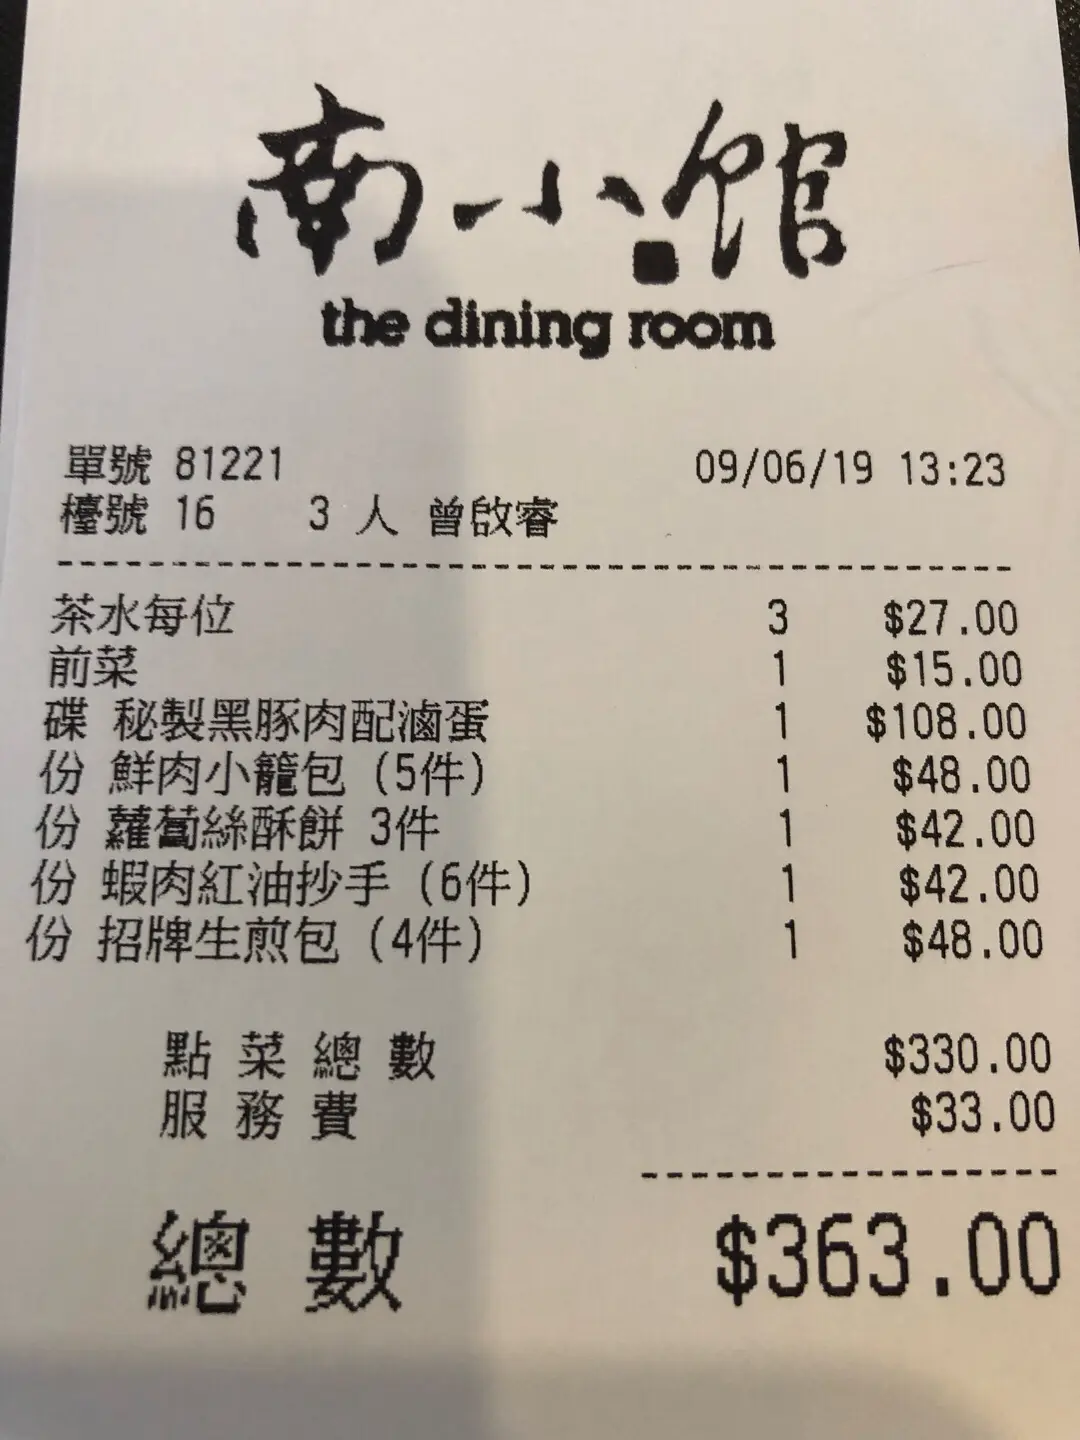 南小館
the dining room
單號 81221 09/06/19 13:23
檯號 16 3 人 曾啟睿
茶水每位 3 $27.00
前菜 1 $15.00
碟 秘製黑豚肉配滷蛋 1 $108.00
份 鮮肉小籠包 (5件) 1 $48.00
份 蘿蔔絲酥餅 3件 1 $42.00
份 蝦肉紅油抄手 (6件) 1 $42.00
份 招牌生煎包 (4件) 1 $48.00
點菜總數 $330.00
服務費 $33.00
總數 $363.00